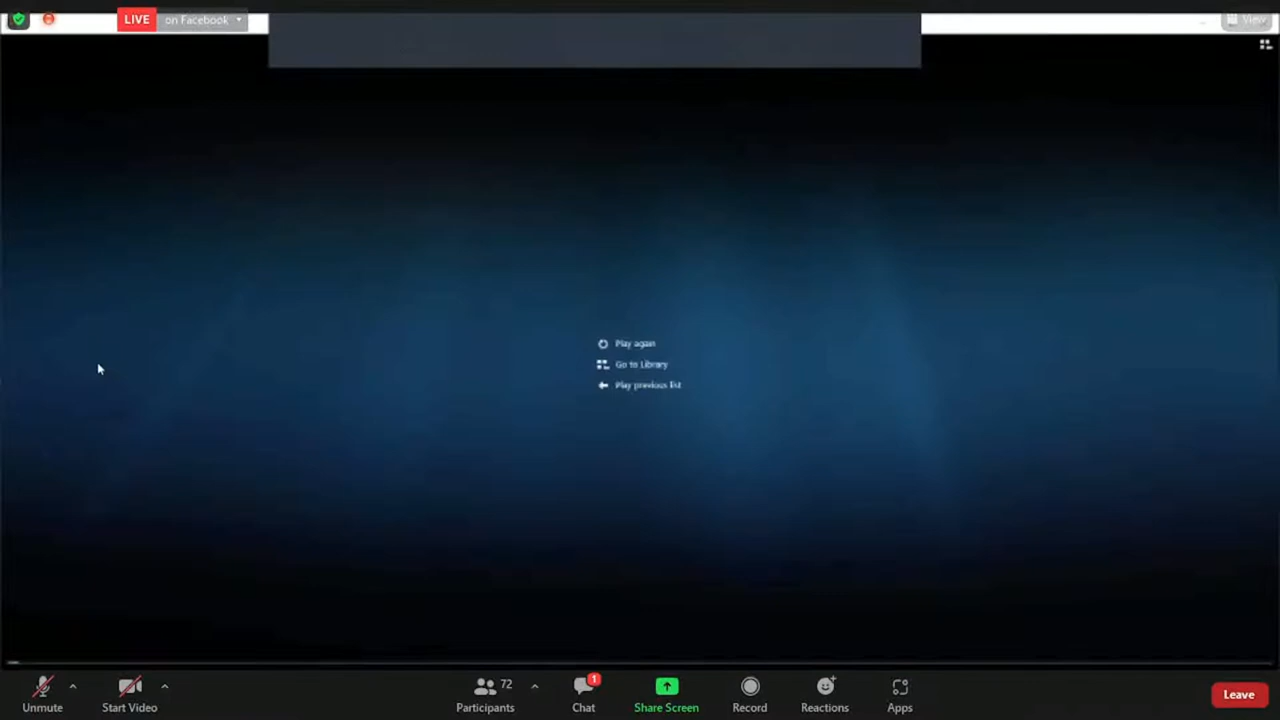 LIVE on Facebook
View
Play again
Go to Library
Play previous list
Unmute
Start Video
72
Participants
1
Chat
Share Screen
Record
Reactions
Apps
Leave